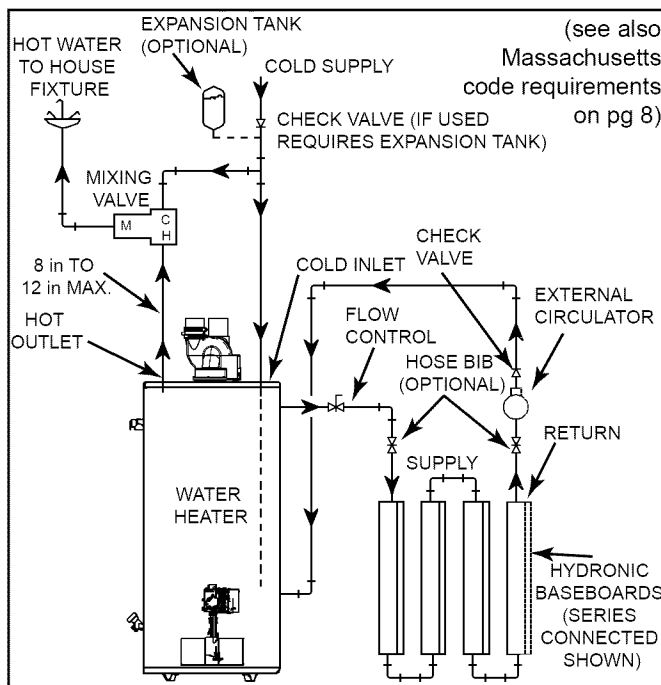 (see also
Massachusetts
code requirements
on pg 8)
HOT WATER
TO HOUSE
FIXTURE
EXPANSION TANK
(OPTIONAL)
COLD SUPPLY
CHECK VALVE (IF USED
REQUIRES EXPANSION TANK)
MIXING
VALVE
M
C
H
8 in TO
12 in MAX.
HOT
OUTLET
COLD INLET
FLOW
CONTROL
CHECK
VALVE
EXTERNAL
CIRCULATOR
HOSE BIB
(OPTIONAL)
RETURN
SUPPLY
WATER
HEATER
HYDRONIC
BASEBOARDS
(SERIES
CONNECTED
SHOWN)